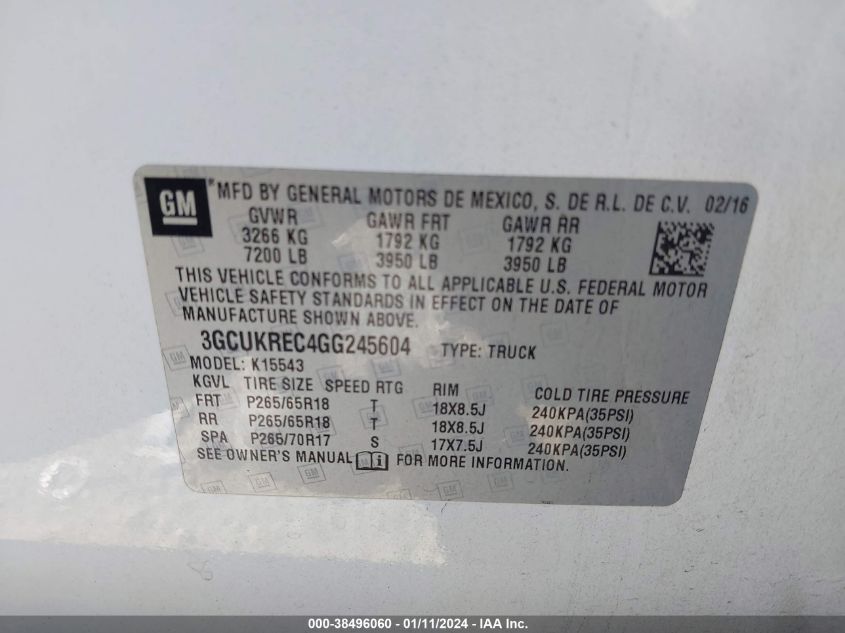 GM
MFD BY GENERAL MOTORS DE MEXICO, S. DE R.L. DE C.V. 02/16
GVWR GAWR FRT GAWR RR
3266 KG 1792 KG 1792 KG
7200 LB 3950 LB 3950 LB
THIS VEHICLE CONFORMS TO ALL APPLICABLE U.S. FEDERAL MOTOR
VEHICLE SAFETY STANDARDS IN EFFECT ON THE DATE OF
MANUFACTURE SHOWN ABOVE.
3GCUKREC4GG245604 TYPE: TRUCK
MODEL: K15543
KGVL TIRE SIZE SPEED RTG RIM COLD TIRE PRESSURE
FRT P265/65R18 T 18X8.5J 240KPA(35PSI)
RR P265/65R18 T 18X8.5J 240KPA(35PSI)
SPA P265/70R17 S 17X7.5J 240KPA(35PSI)
SEE OWNER'S MANUAL FOR MORE INFORMATION.
000-38496060 - 01/11/2024 - IAA Inc.